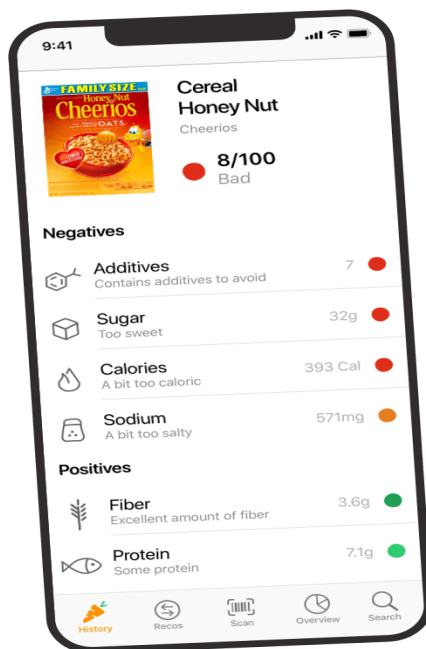 9:41
FAMILY SIZE
Honey Nut
Cheerios
OATS
Cereal
Honey Nut
Cheerios
8/100
Bad
Negatives
Additives
7
Contains additives to avoid
Sugar
32g
Too sweet
Calories
393 Cal
A bit too caloric
Sodium
571mg
A bit too salty
Positives
Fiber
3.6g
Excellent amount of fiber
Protein
7.1g
Some protein
History
Recos
Scan
Overview
Search